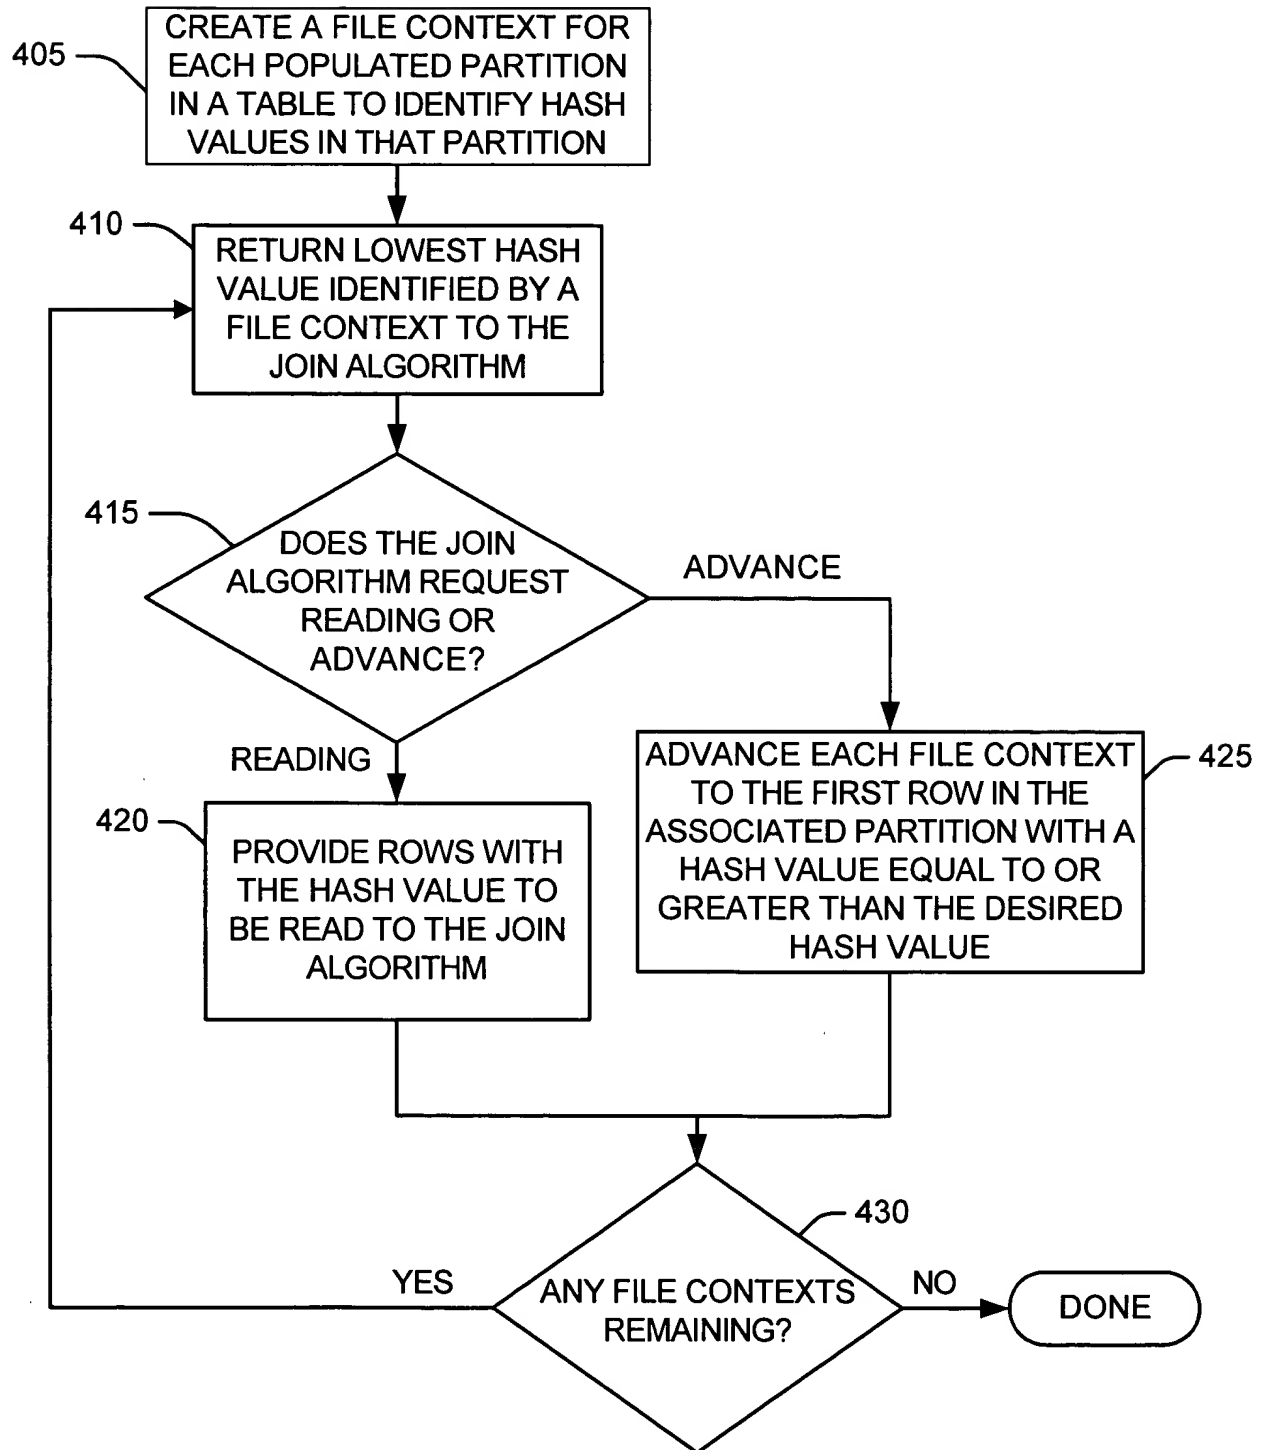 CREATE A FILE CONTEXT FOR
EACH POPULATED PARTITION
IN A TABLE TO IDENTIFY HASH
VALUES IN THAT PARTITION
405
410
RETURN LOWEST HASH
VALUE IDENTIFIED BY A
FILE CONTEXT TO THE
JOIN ALGORITHM
415
DOES THE JOIN
ALGORITHM REQUEST
READING OR
ADVANCE?
ADVANCE
READING
420
PROVIDE ROWS WITH
THE HASH VALUE TO
BE READ TO THE JOIN
ALGORITHM
ADVANCE EACH FILE CONTEXT
TO THE FIRST ROW IN THE
ASSOCIATED PARTITION WITH A
HASH VALUE EQUAL TO OR
GREATER THAN THE DESIRED
HASH VALUE
425
430
YES
ANY FILE CONTEXTS
REMAINING?
NO
DONE